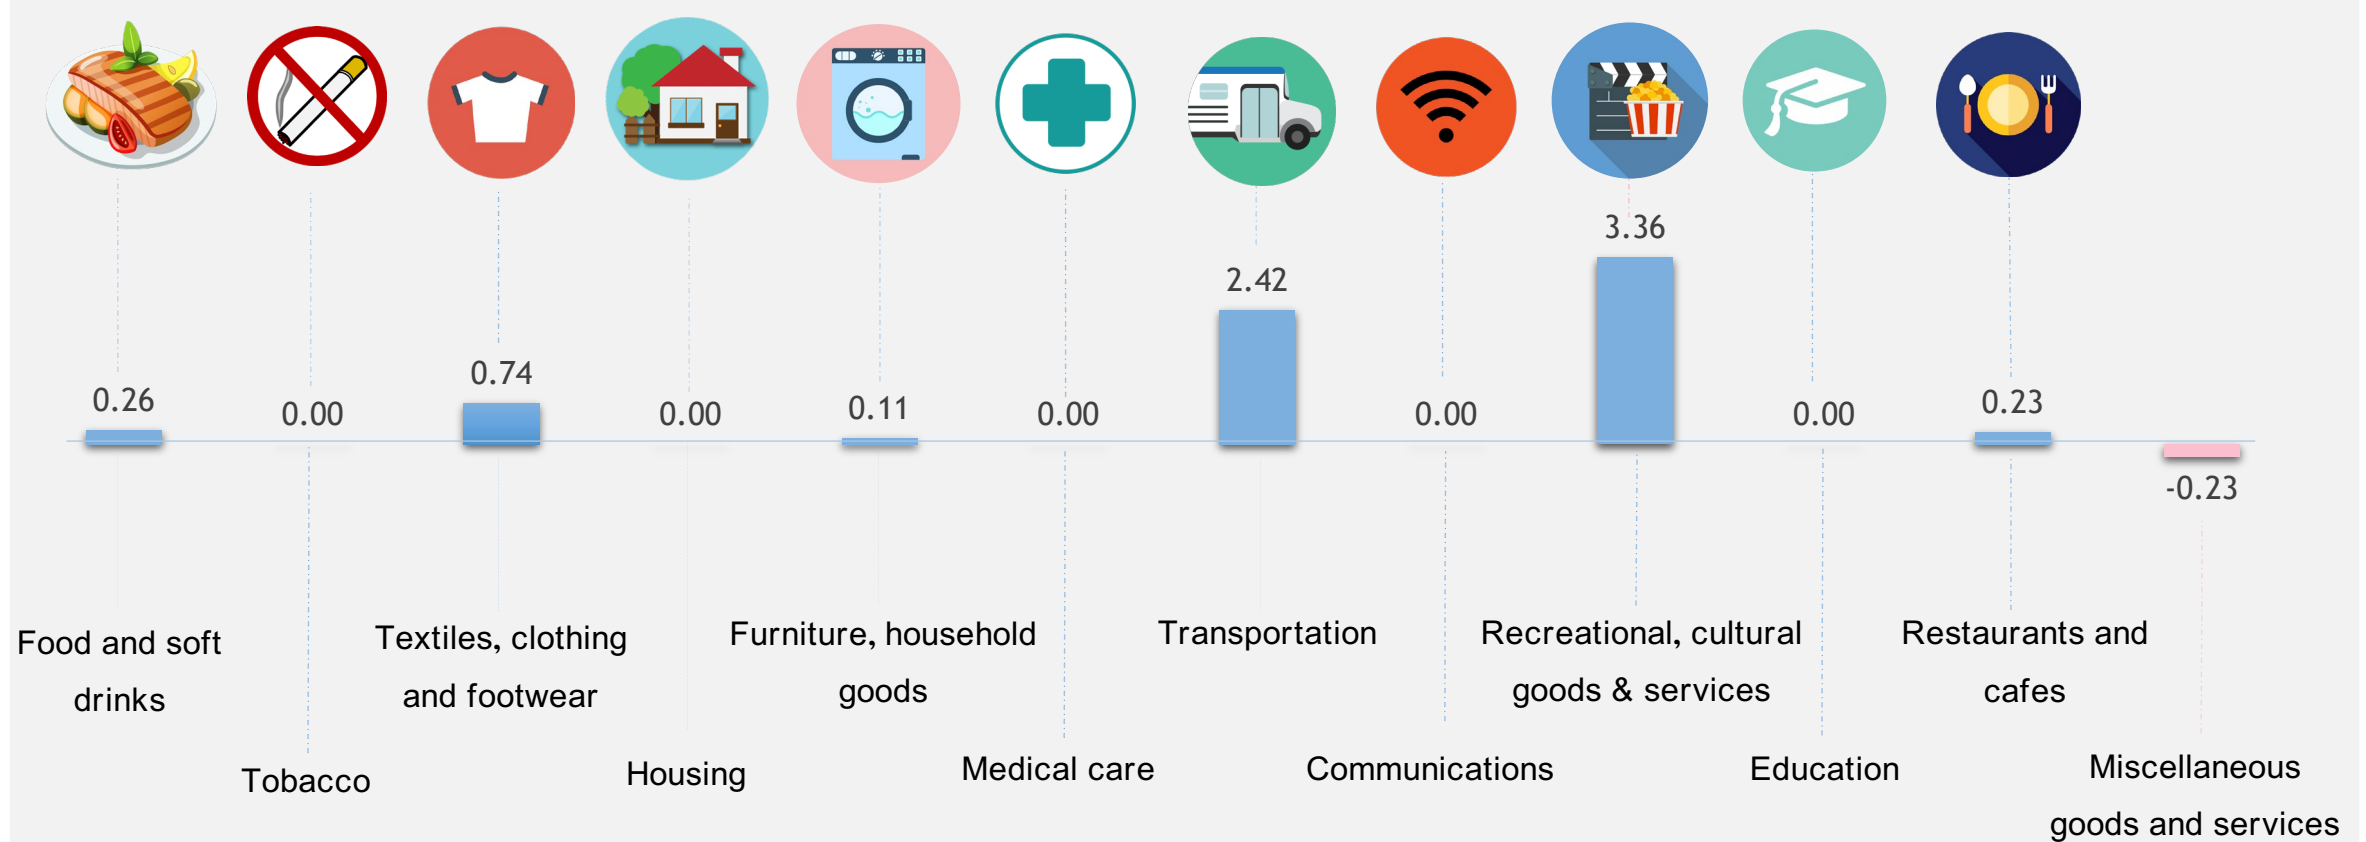 3.36
2.42
0.74
0.26
0.00
0.00
0.11
0.00
0.00
0.00
0.23
-0.23
Food and soft
drinks
Tobacco
Textiles, clothing
and footwear
Housing
Furniture, household
goods
Medical care
Transportation
Communications
Recreational, cultural
goods & services
Education
Restaurants and
cafes
Miscellaneous
goods and services